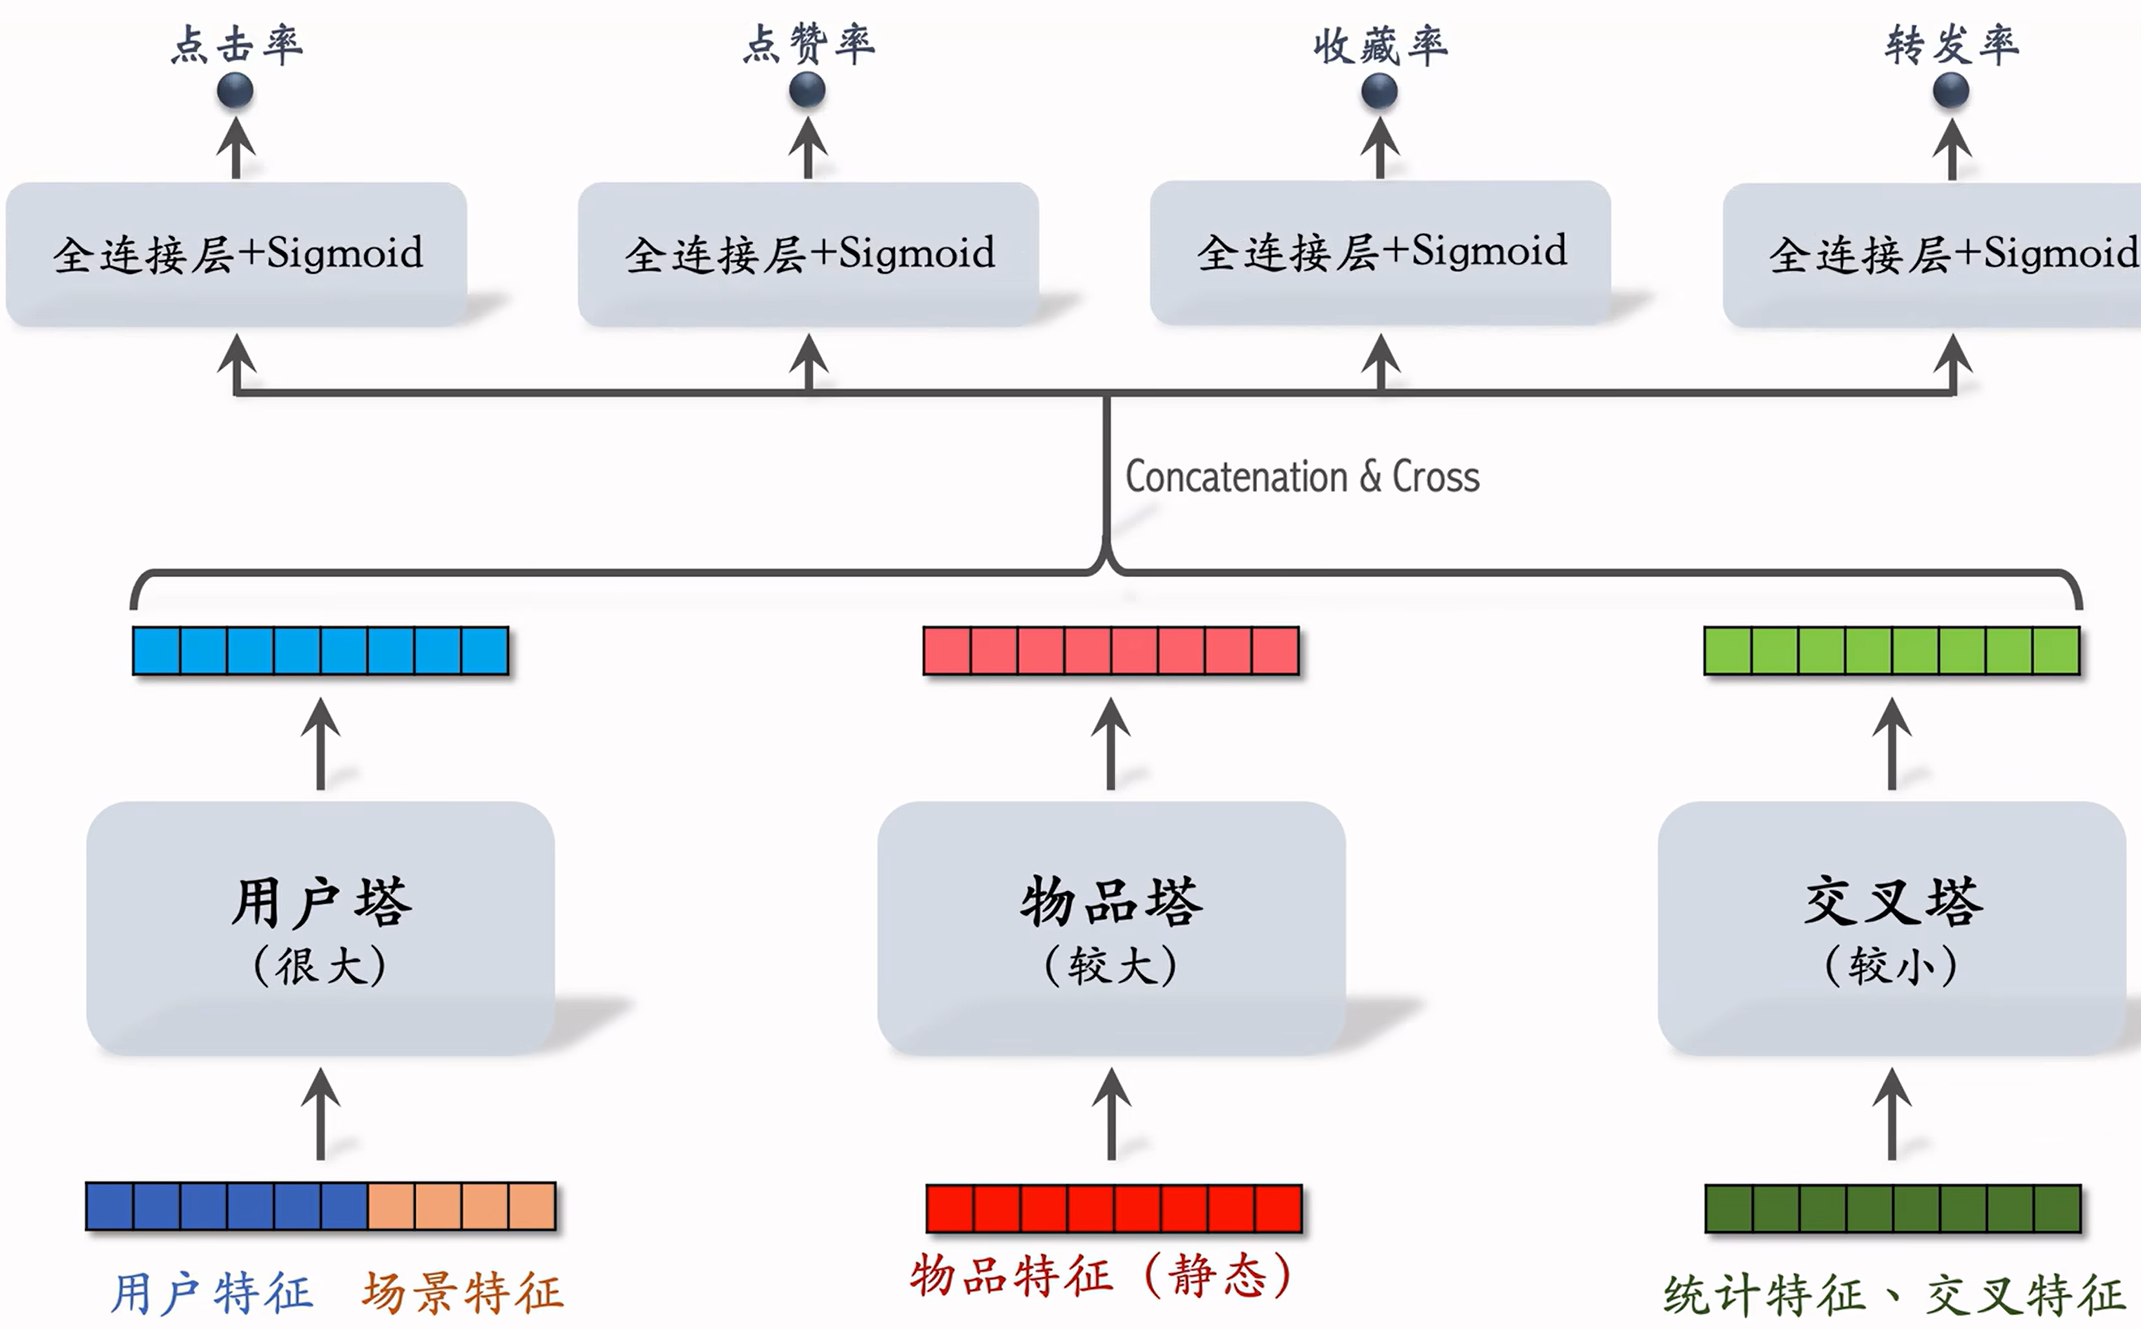 点击率
点赞率
收藏率
转发率
全连接层+Sigmoid
全连接层+Sigmoid
全连接层+Sigmoid
全连接层+Sigmoid
Concatenation & Cross
用户塔
(很大)
物品塔
(较大)
交叉塔
(较小)
用户特征
场景特征
物品特征（静态）
统计特征、交叉特征